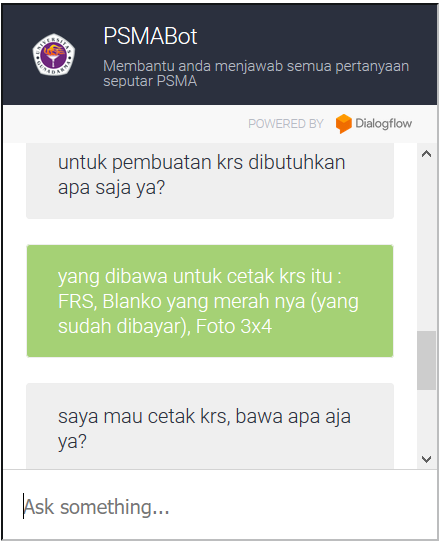 PSMABot
Membantu anda menjawab semua pertanyaan
seputar PSMA
POWERED BY Dialogflow
untuk pembuatan krs dibutuhkan
apa saja ya?
yang dibawa untuk cetak krs itu :
FRS, Blanko yang merah nya (yang
sudah dibayar), Foto 3x4
saya mau cetak krs, bawa apa aja
ya?
Ask something...